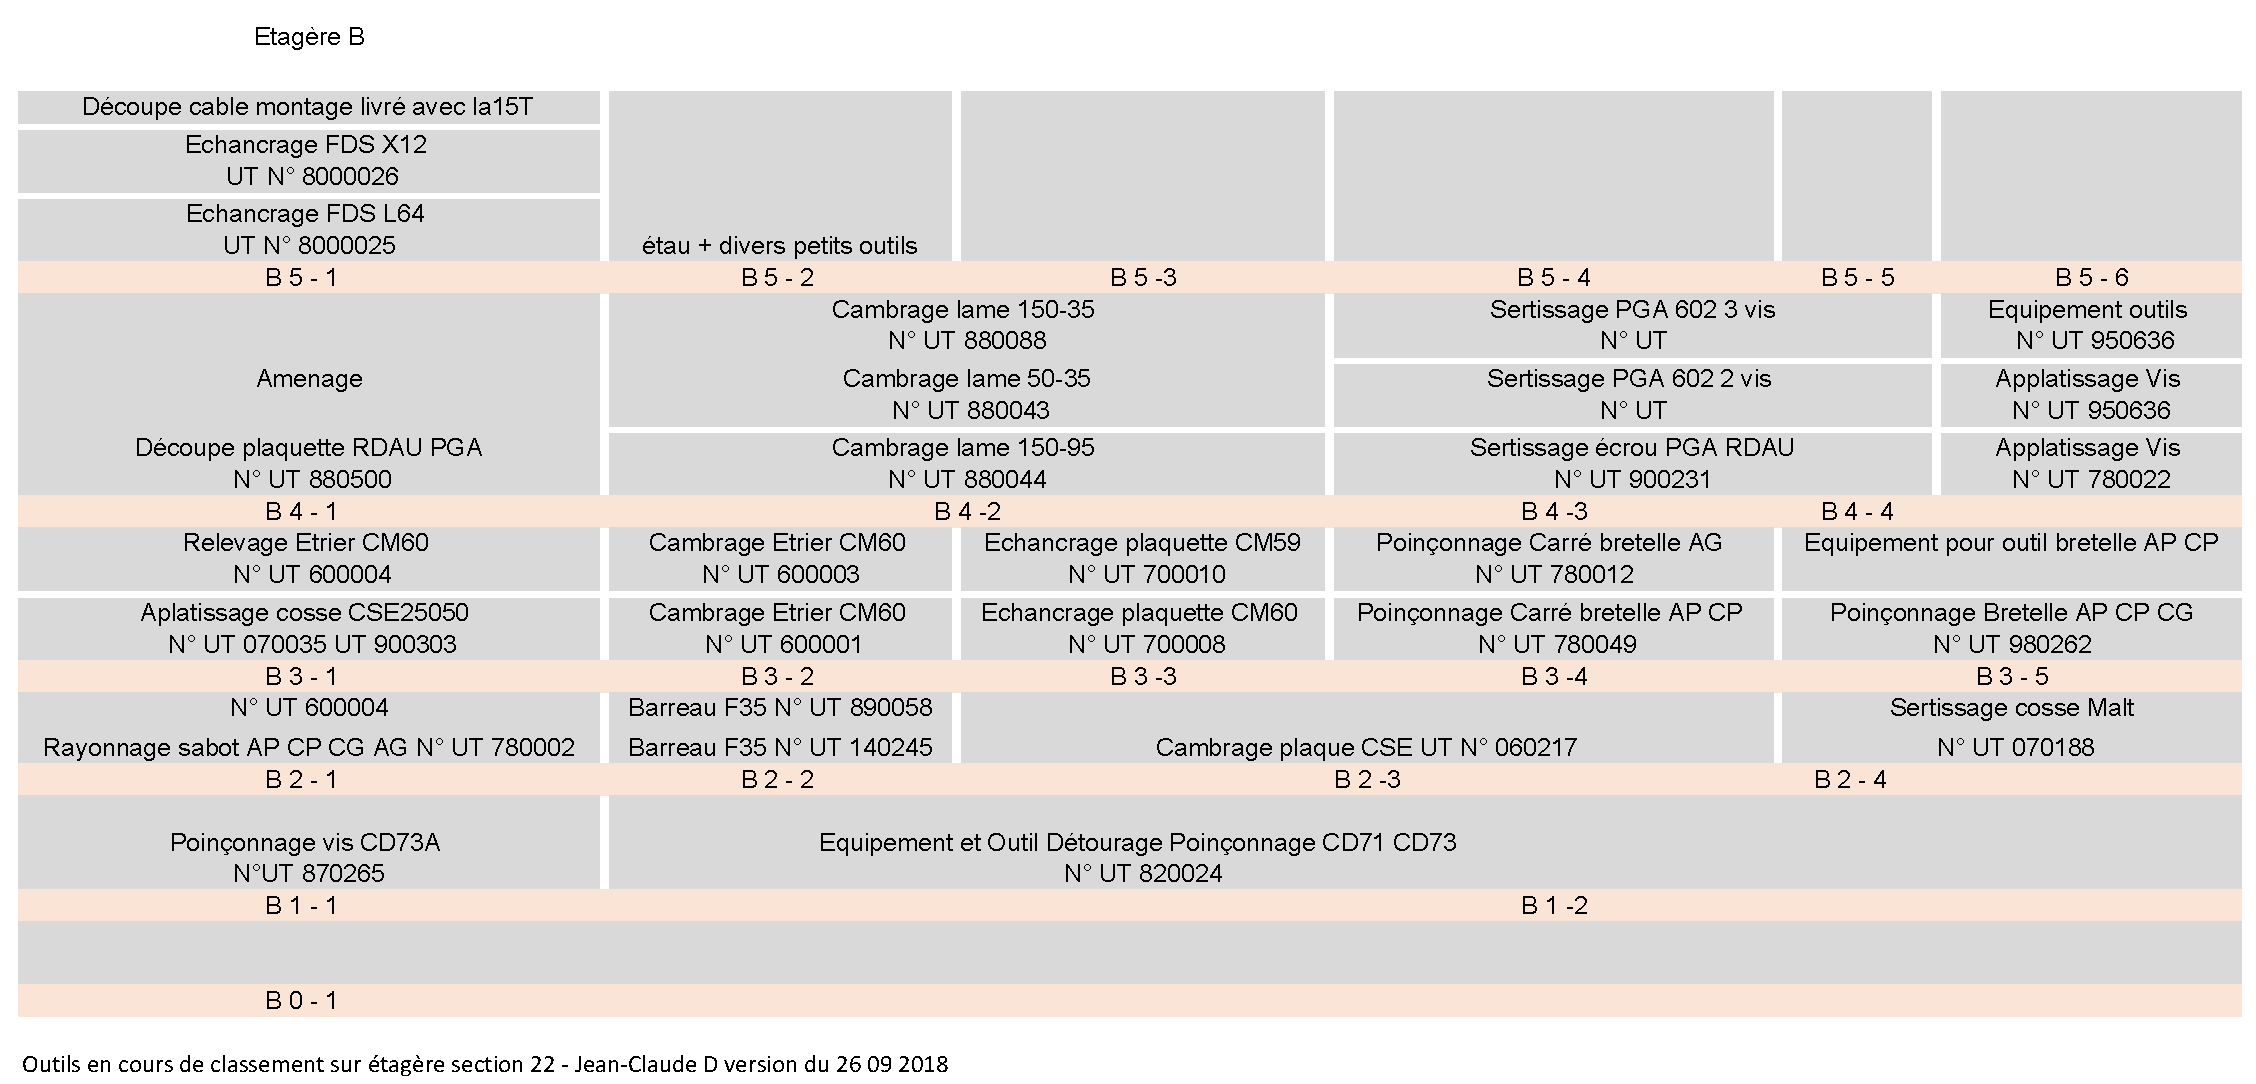 Etagère B
Découpe cable montage livré avec la15T
Echancrage FDS X12
UT N° 8000026
Echancrage FDS L64
UT N° 8000025
étau + divers petits outils
B 5 - 1
B 5 - 2
B 5 -3
B 5 - 4
B 5 - 5
B 5 - 6
Amenage
Découpe plaquette RDAU PGA
N° UT 880500
Cambrage lame 150-35
N° UT 880088
Cambrage lame 50-35
N° UT 880043
Cambrage lame 150-95
N° UT 880044
Sertissage PGA 602 3 vis
N° UT
Sertissage PGA 602 2 vis
N° UT
Sertissage écrou PGA RDAU
N° UT 900231
Equipement outils
N° UT 950636
Applatissage Vis
N° UT 950636
Applatissage Vis
N° UT 780022
B 4 - 1
B 4 -2
B 4 -3
B 4 - 4
Relevage Etrier CM60
N° UT 600004
Aplatissage cosse CSE25050
N° UT 070035 UT 900303
Cambrage Etrier CM60
N° UT 600003
Cambrage Etrier CM60
N° UT 600001
Echancrage plaquette CM59
N° UT 700010
Echancrage plaquette CM60
N° UT 700008
Poinçonnage Carré bretelle AG
N° UT 780012
Poinçonnage Carré bretelle AP CP
N° UT 780049
Equipement pour outil bretelle AP CP
Poinçonnage Bretelle AP CP CG
N° UT 980262
B 3 - 1
B 3 - 2
B 3 -3
B 3 -4
B 3 - 5
N° UT 600004
Rayonnage sabot AP CP CG AG N° UT 780002
Barreau F35 N° UT 890058
Barreau F35 N° UT 140245
Cambrage plaque CSE UT N° 060217
Sertissage cosse Malt
N° UT 070188
B 2 - 1
B 2 - 2
B 2 -3
B 2 - 4
Poinçonnage vis CD73A
N°UT 870265
Equipement et Outil Détourage Poinçonnage CD71 CD73
N° UT 820024
B 1 - 1
B 1 -2
B 0 - 1
Outils en cours de classement sur étagère section 22 - Jean-Claude D version du 26 09 2018